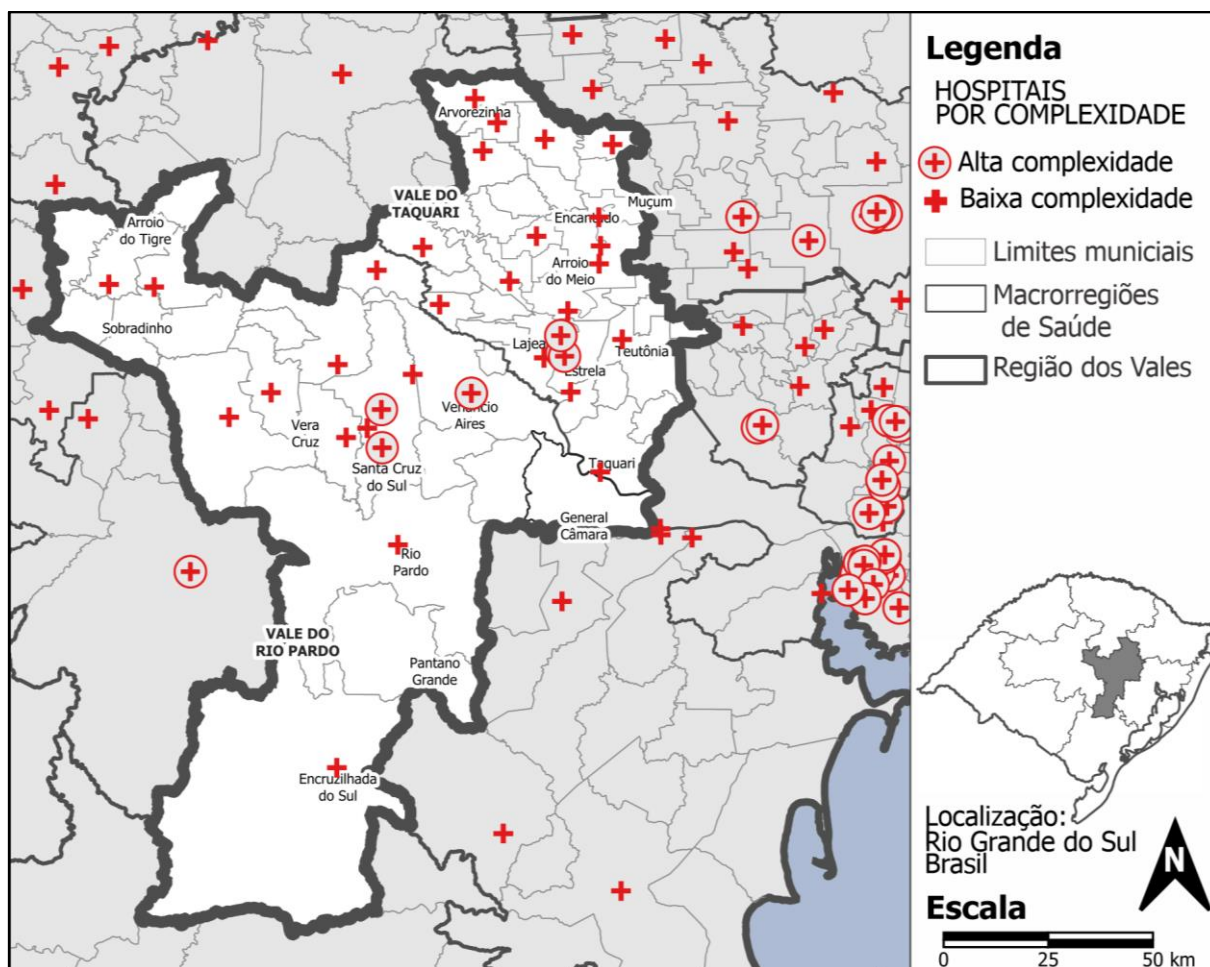 Arvorezinha
VALE DO
TAQUARI
Muçum
Encantado
Arroio
do Tigre
Arroio
do Meio
Sobradinho
Lajea
Teutônia
Estrela
Vera
Cruz
Venâncio
Aires
Santa Cruz
do Sul
Taquari
General
Câmara
Rio
Pardo
VALE DO
RIO PARDO
Pantano
Grande
Encruzilhada
do Sul
Legenda
HOSPITAIS
POR COMPLEXIDADE
Alta complexidade
Baixa complexidade
Limites municiais
Macrorregiões
de Saúde
Região dos Vales
Localização:
Rio Grande do Sul
Brasil
N
Escala
0 25 50 km